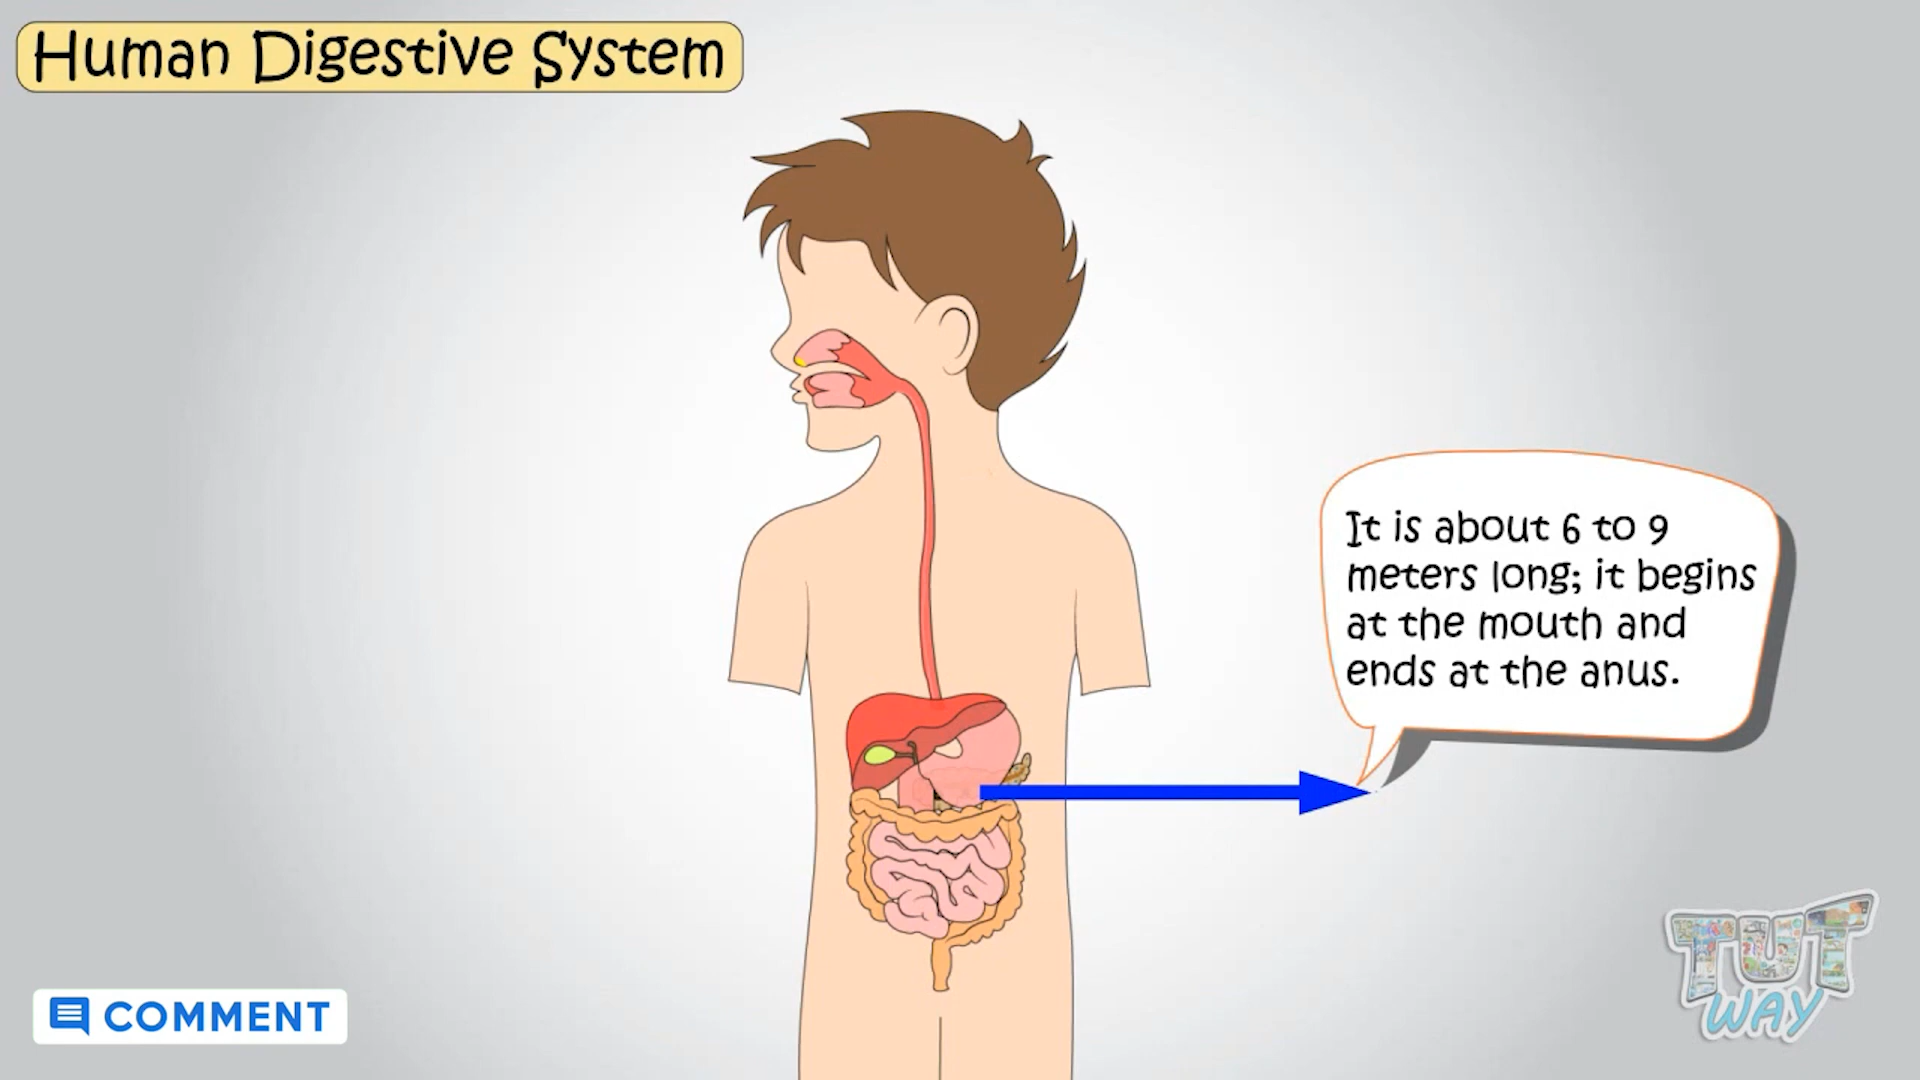 Human Digestive System
It is about 6 to 9
meters long; it begins
at the mouth and
ends at the anus.
COMMENT
TUT
WAY